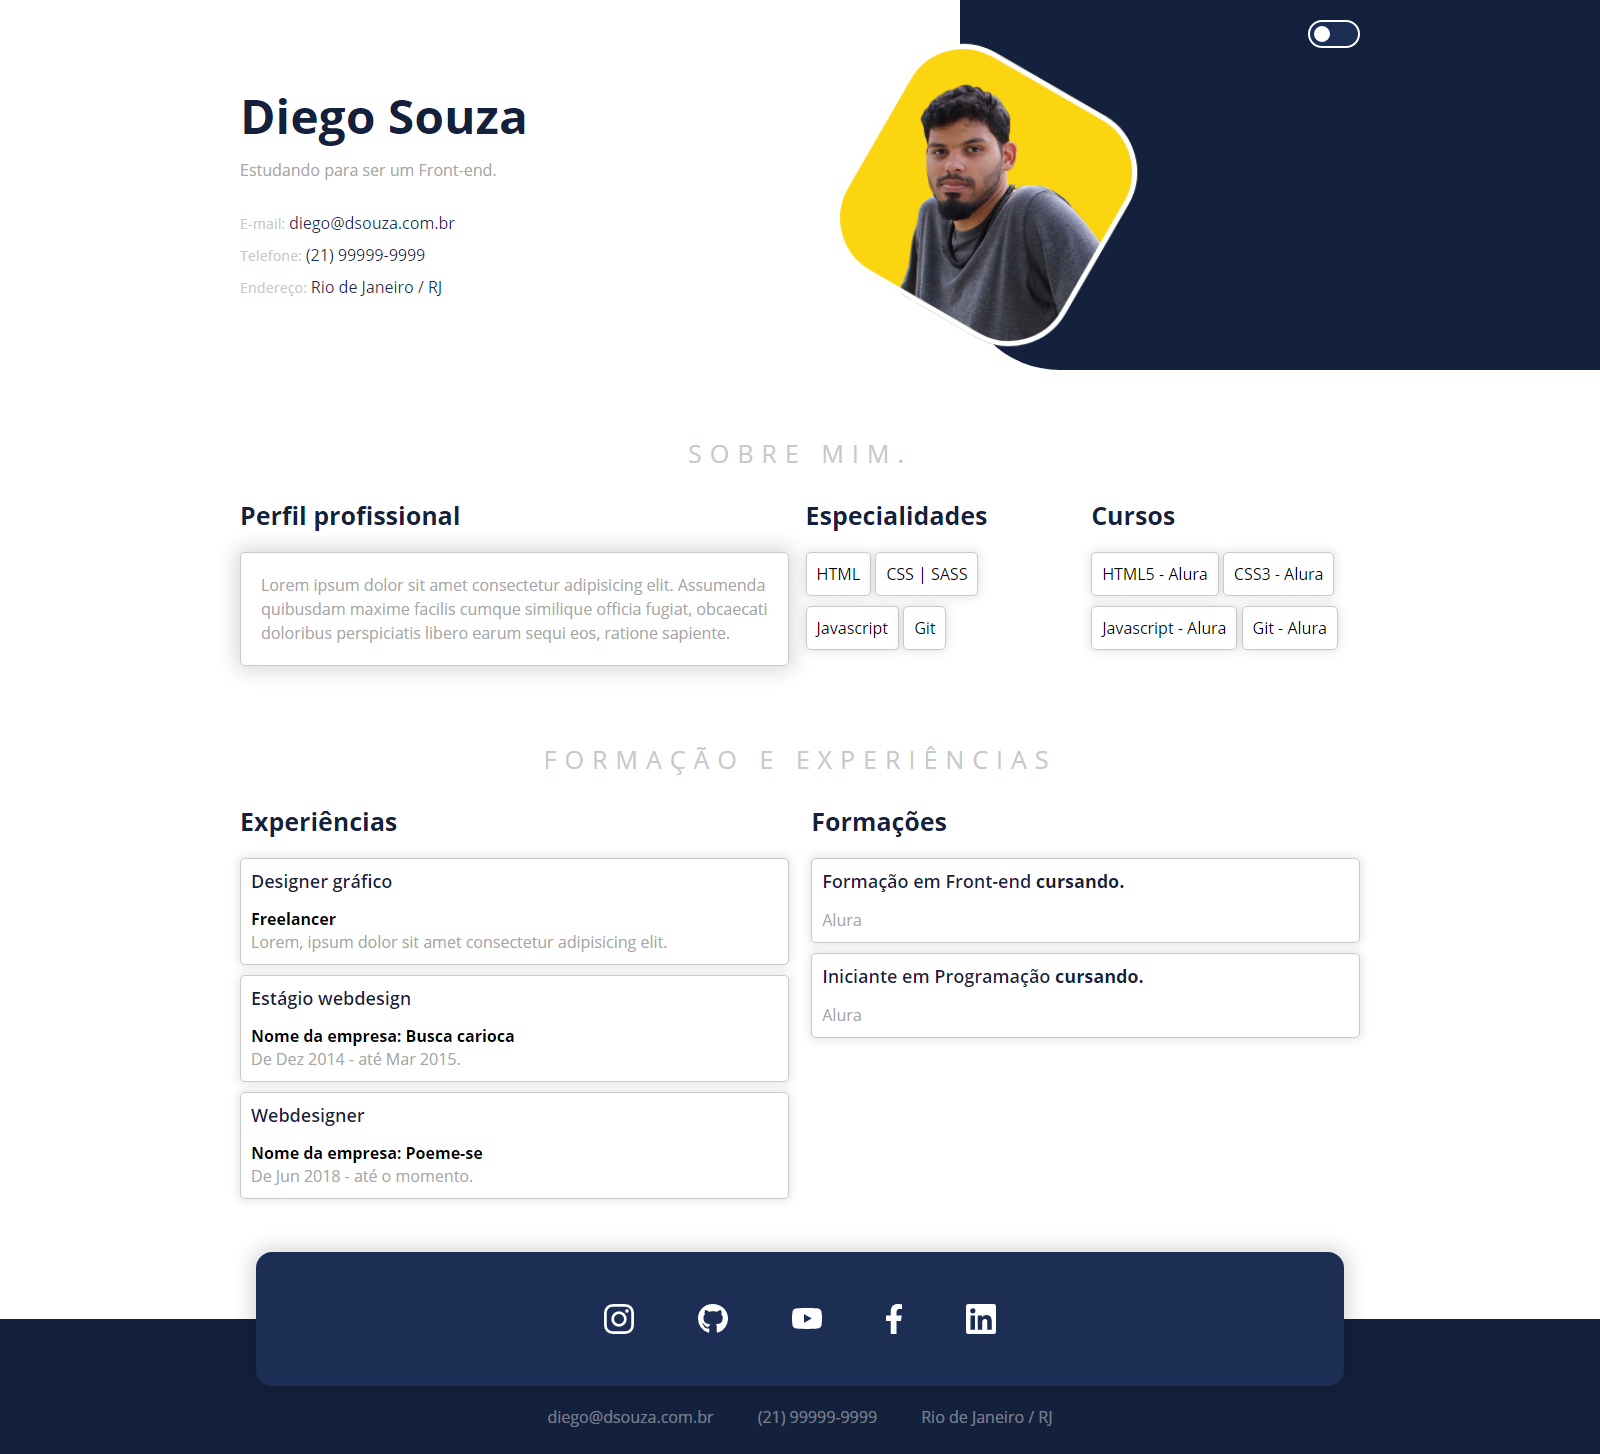 Diego Souza
Estudando para ser um Front-end.
E-mail: diego@dsouza.com.br
Telefone: (21) 99999-9999
Endereço: Rio de Janeiro / RJ
SOBRE MIM.
Perfil profissional
Lorem ipsum dolor sit amet consectetur adipisicing elit. Assumenda
quibusdam maxime facilis cumque similique officia fugiat, obcaecati
doloribus perspiciatis libero earum sequi eos, ratione sapiente.
Especialidades
HTML CSS | SASS
Javascript Git
Cursos
HTML5 - Alura CSS3 - Alura
Javascript - Alura Git - Alura
FORMAÇÃO E EXPERIÊNCIAS
Experiências
Designer gráfico
Freelancer
Lorem, ipsum dolor sit amet consectetur adipisicing elit.
Estágio webdesign
Nome da empresa: Busca carioca
De Dez 2014 - até Mar 2015.
Webdesigner
Nome da empresa: Poeme-se
De Jun 2018 - até o momento.
Formações
Formação em Front-end cursando.
Alura
Iniciante em Programação cursando.
Alura
diego@dsouza.com.br (21) 99999-9999 Rio de Janeiro / RJ